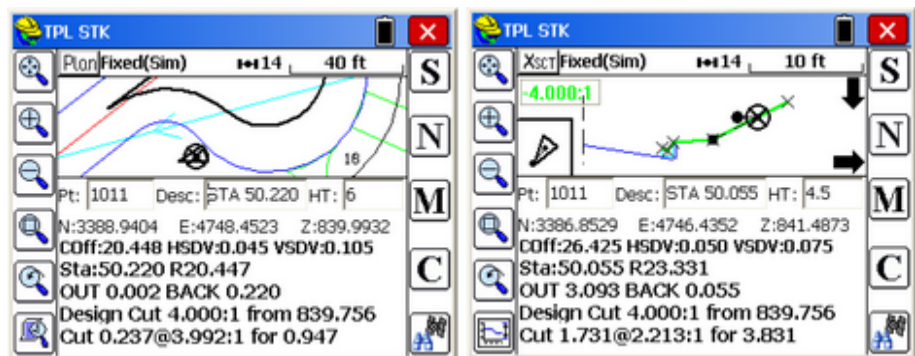 TPL STK
Plan Fixed(Sim) 14 40 ft
S
N
16
Pt: 1011 Desc: STA 50.220 HT: 6
M
N:3388.9404 E:4748.4523 Z:839.9932
COff:20.448 HSDV:0.045 VSDV:0.105
Sta:50.220 R20.447
C
OUT 0.002 BACK 0.220
Design Cut 4.000:1 from 839.756
Cut 0.237@3.992:1 for 0.947
TPL STK
Xsct Fixed(Sim) 14 10 ft
S
-4.000:1
N
Pt: 1011 Desc: STA 50.055 HT: 4.5
M
N:3386.8529 E:4746.4352 Z:841.4873
COff:26.425 HSDV:0.050 VSDV:0.075
Sta:50.055 R23.331
C
OUT 3.093 BACK 0.055
Design Cut 4.000:1 from 839.756
Cut 1.731@2.213:1 for 3.831